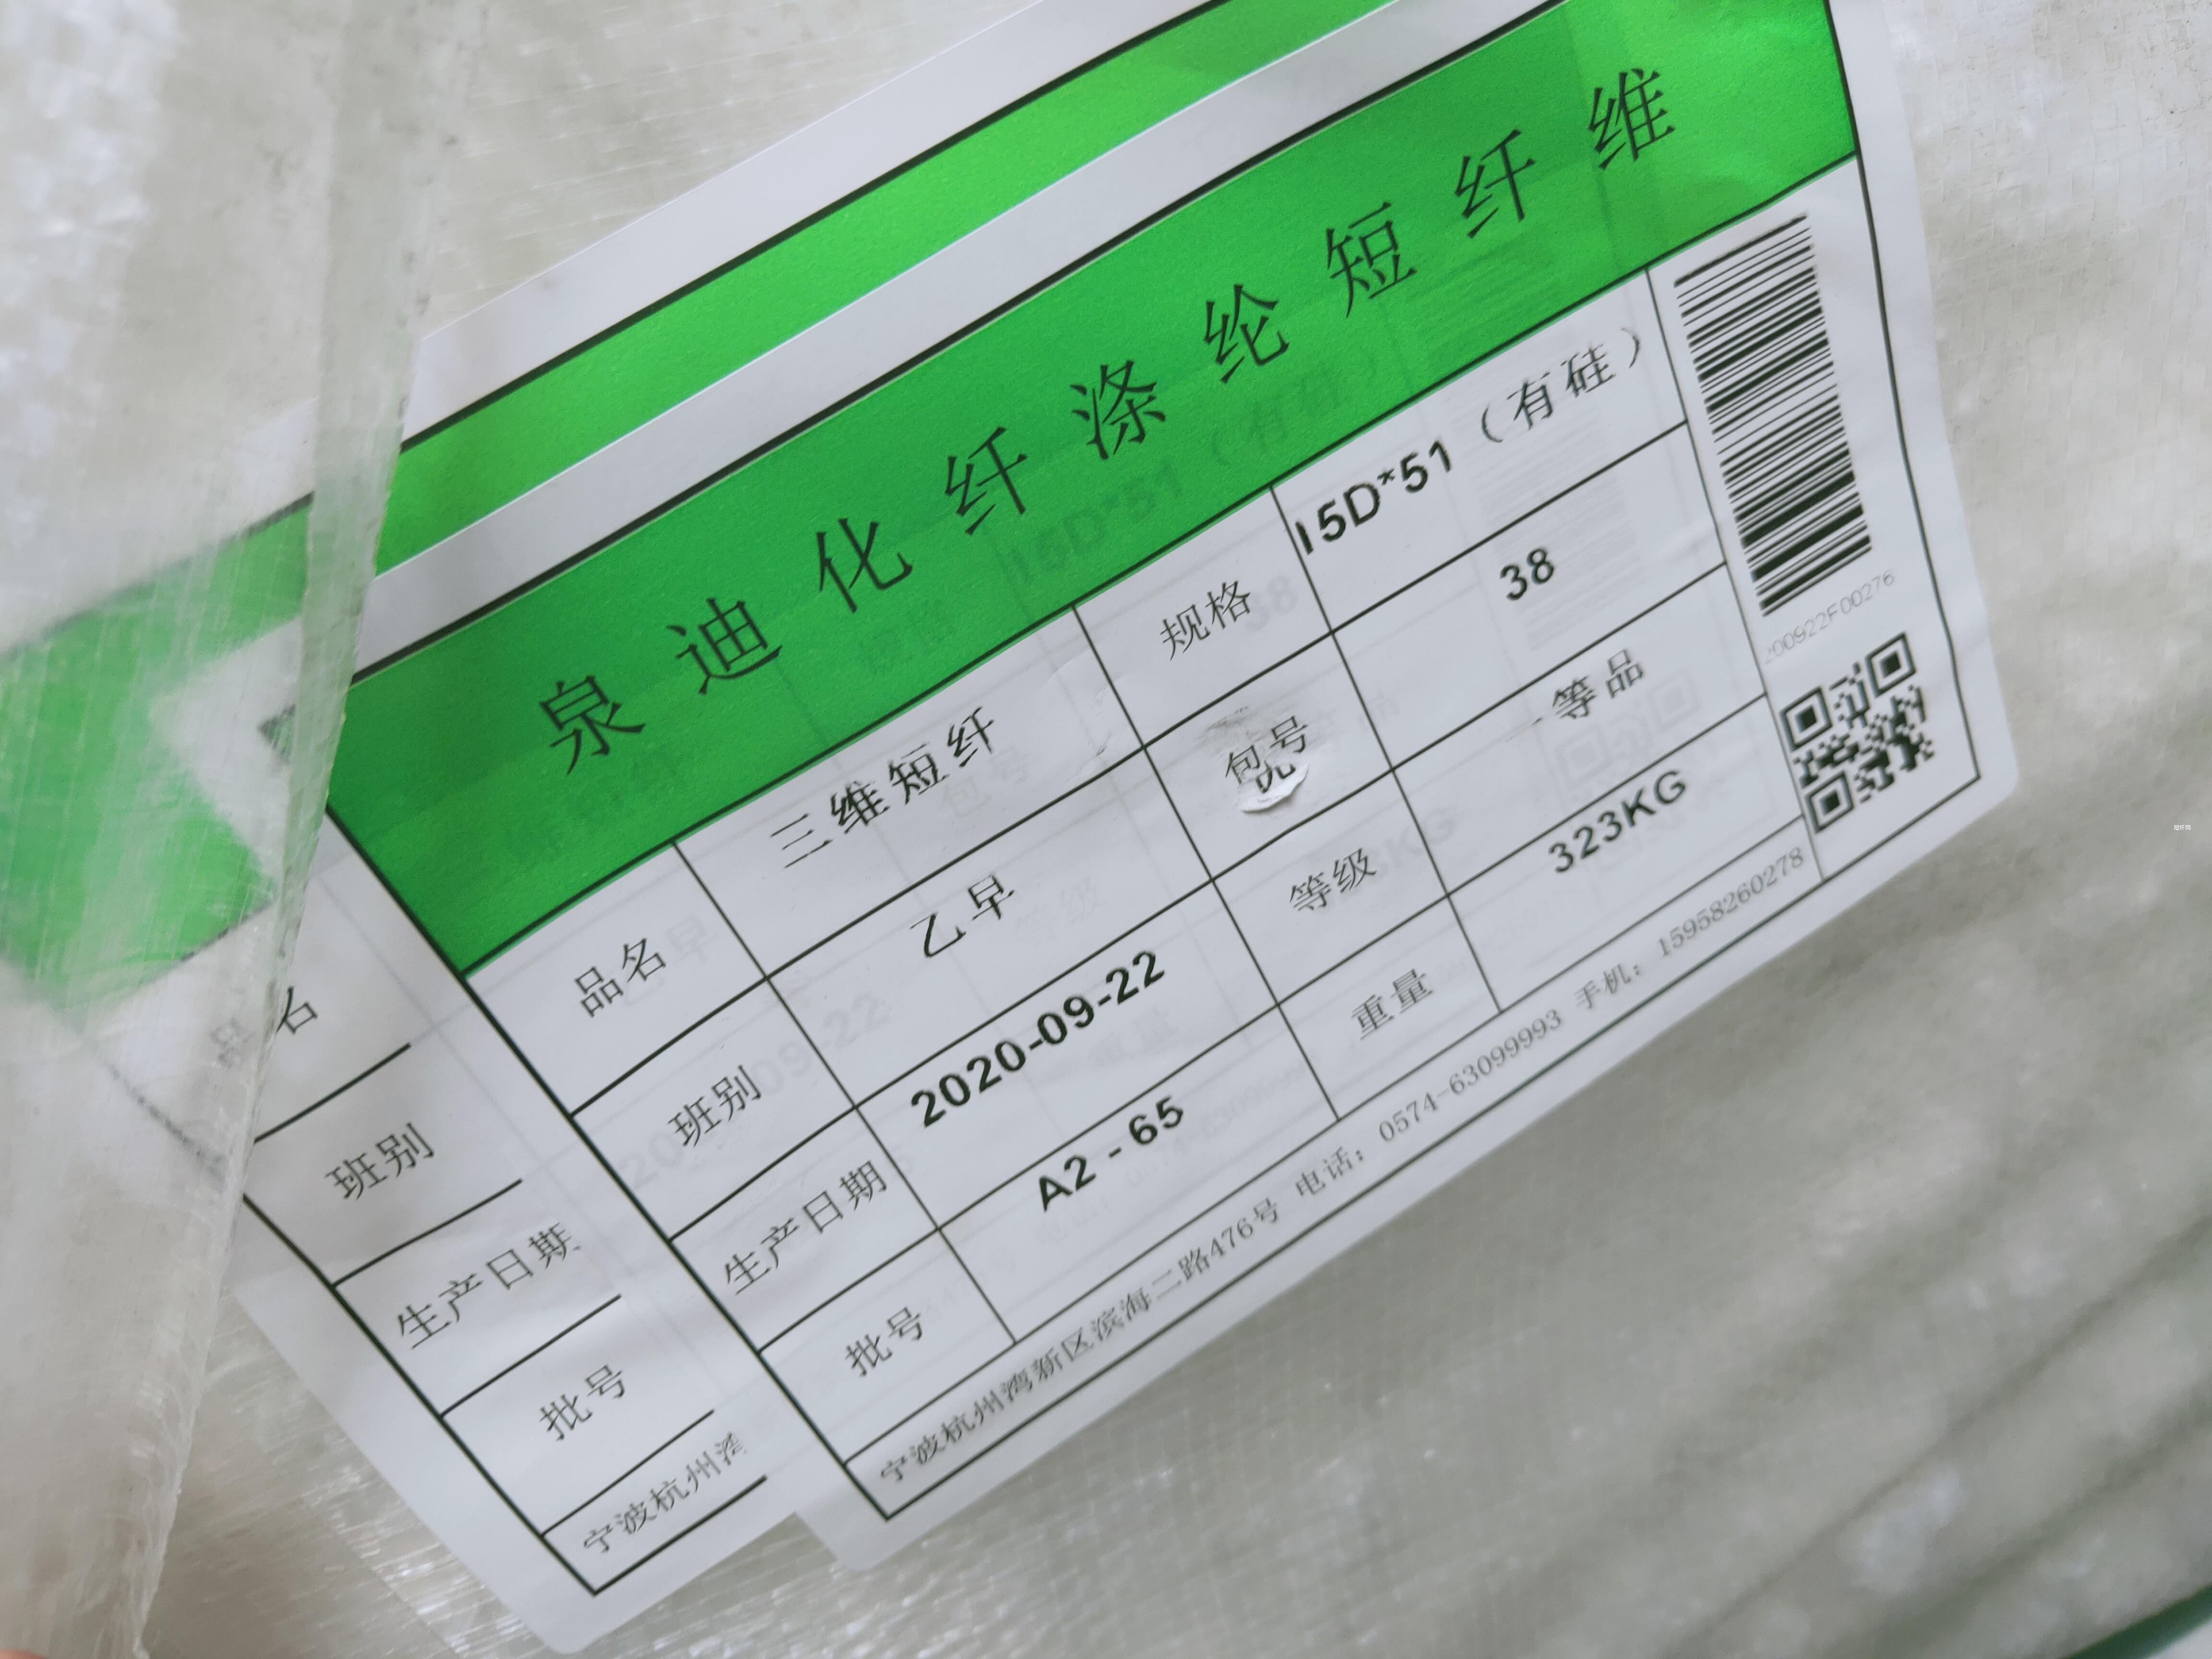 泉迪化纤涤纶短纤维
品名 三维短纤 规格 15D*51（有硅）
班别 乙早 包号 38
生产日期 2020-09-22 等级 一等品
批号 A2-65 重量 323KG
宁波杭州湾新区滨海二路476号 电话：0574-63099993 手机：15958260278
200922F00276
品名
班别
生产日期
批号
宁波杭州湾
短纤网